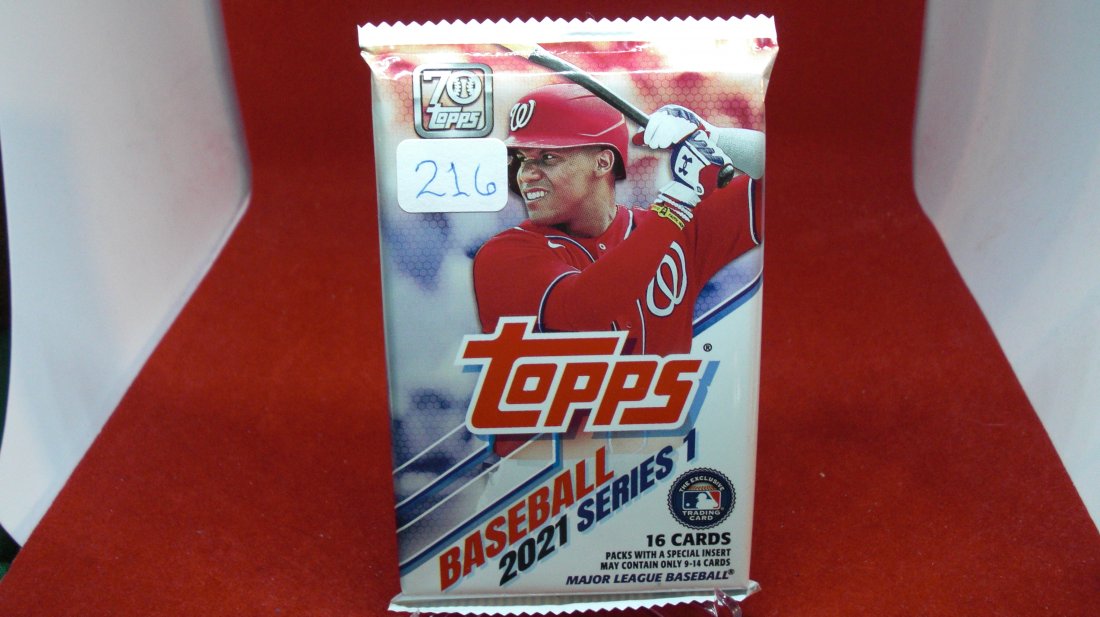 70
TOPPS
216
W
W
TOPPS®
BASEBALL
2021 SERIES 1
THE EXCLUSIVE
TRADING
CARD
16 CARDS
PACKS WITH A SPECIAL INSERT
MAY CONTAIN ONLY 9-14 CARDS
MAJOR LEAGUE BASEBALL®